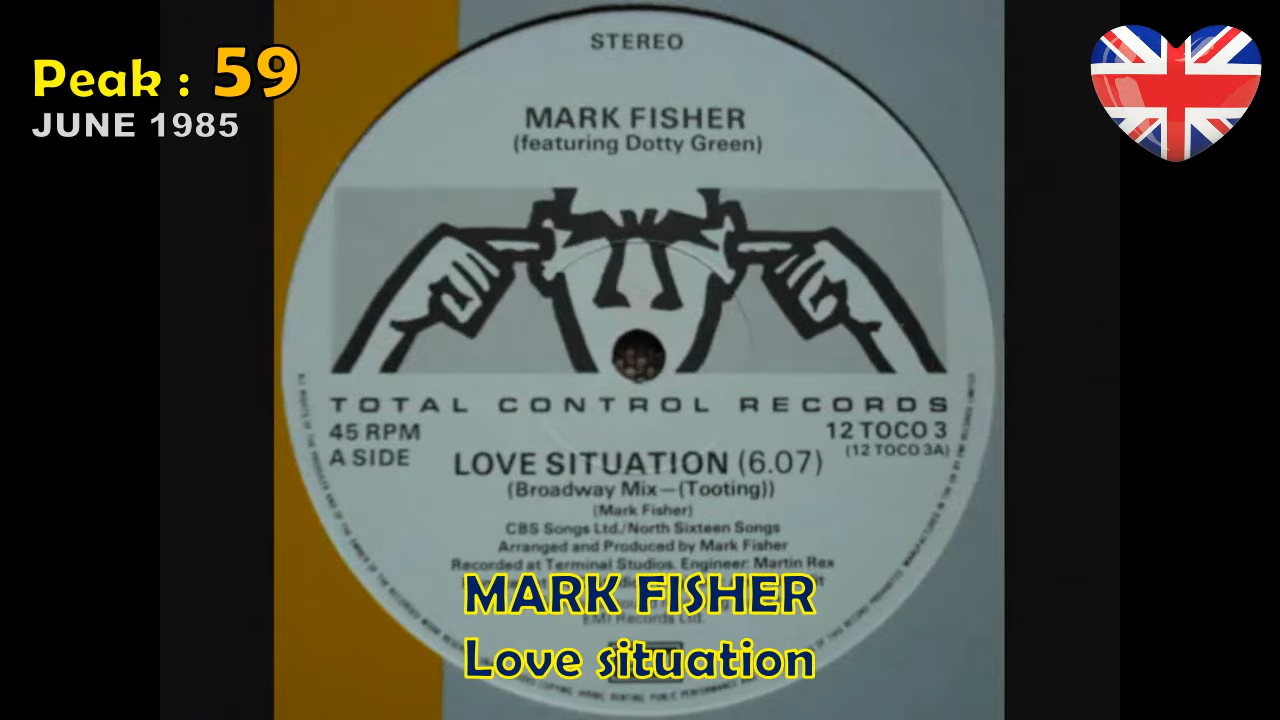 Peak : 59
JUNE 1985
STEREO
MARK FISHER
(featuring Dotty Green)
TOTAL CONTROL RECORDS
45 RPM
12 TOCO 3
(12 TOCO 3A)
A SIDE
LOVE SITUATION (6.07)
(Broadway Mix—(Tooting))
(Mark Fisher)
CBS Songs Ltd./North Sixteen Songs
Arranged and Produced by Mark Fisher
Recorded at Terminal Studios. Engineer: Martin Rex
EMI Records Ltd.
MARK FISHER
Love situation